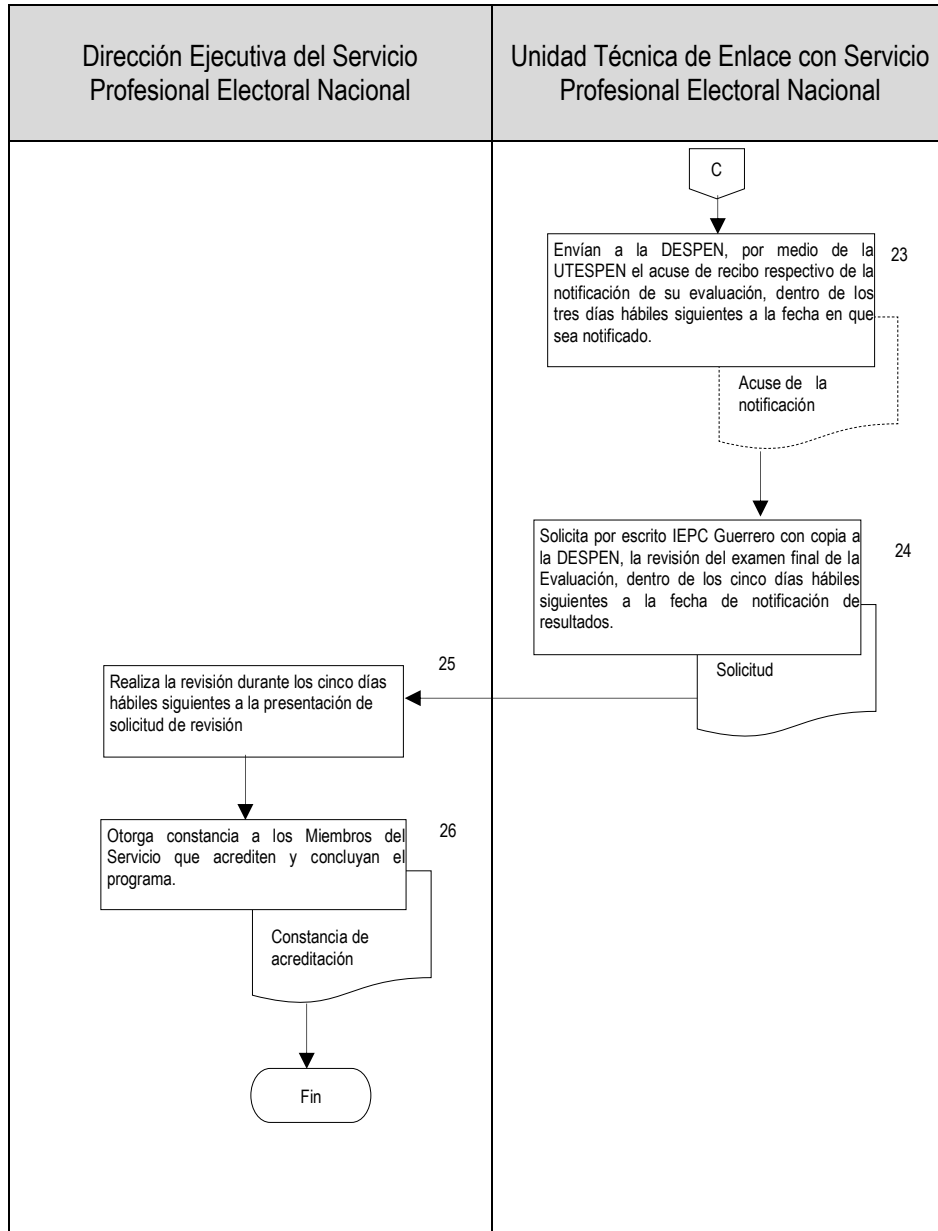 Dirección Ejecutiva del Servicio
Profesional Electoral Nacional
Unidad Técnica de Enlace con Servicio
Profesional Electoral Nacional
C
Envían a la DESPEN, por medio de la
UTESPEN el acuse de recibo respectivo de la
notificación de su evaluación, dentro de los
tres días hábiles siguientes a la fecha en que
sea notificado.
23
Acuse de la
notificación
Solicita por escrito IEPC Guerrero con copia a
la DESPEN, la revisión del examen final de la
Evaluación, dentro de los cinco días hábiles
siguientes a la fecha de notificación de
resultados.
24
Solicitud
25
Realiza la revisión durante los cinco días
hábiles siguientes a la presentación de
solicitud de revisión
26
Otorga constancia a los Miembros del
Servicio que acrediten y concluyan el
programa.
Constancia de
acreditación
Fin